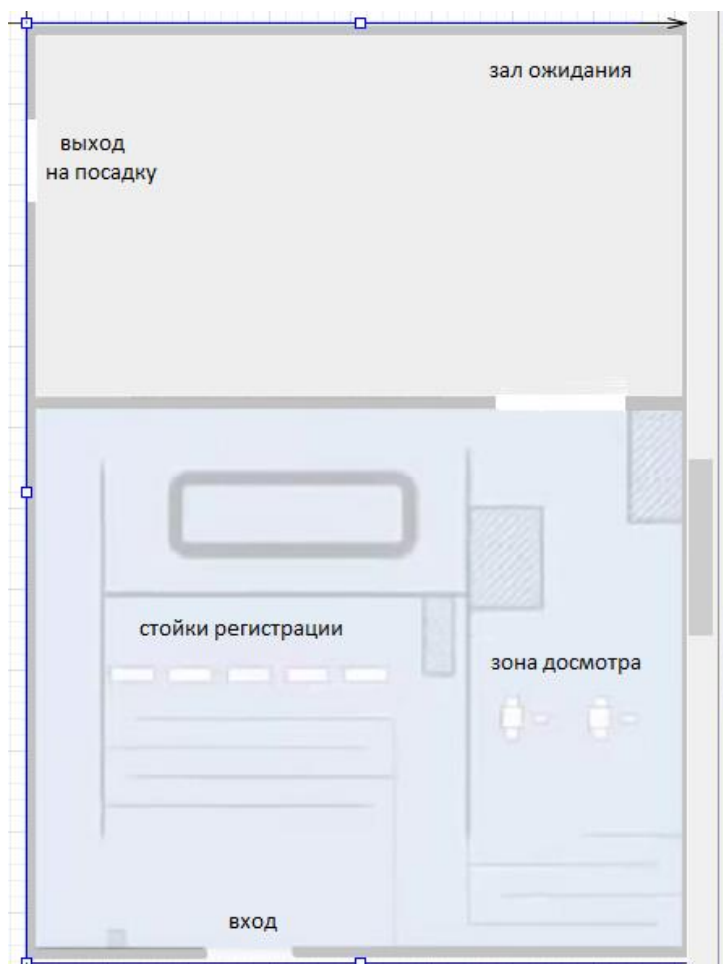 зал ожидания
выход
на посадку
стойки регистрации
зона досмотра
вход